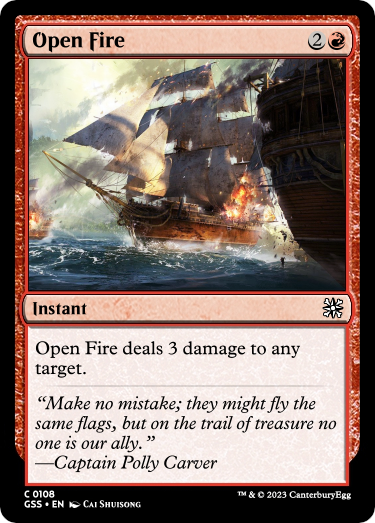 Open Fire 2
Instant
Open Fire deals 3 damage to any
target.
“Make no mistake; they might fly the
same flags, but on the trail of treasure no
one is our ally.”
—Captain Polly Carver
C 0108
GSS • EN Cai Shuisong
™ & © 2023 CanterburyEgg